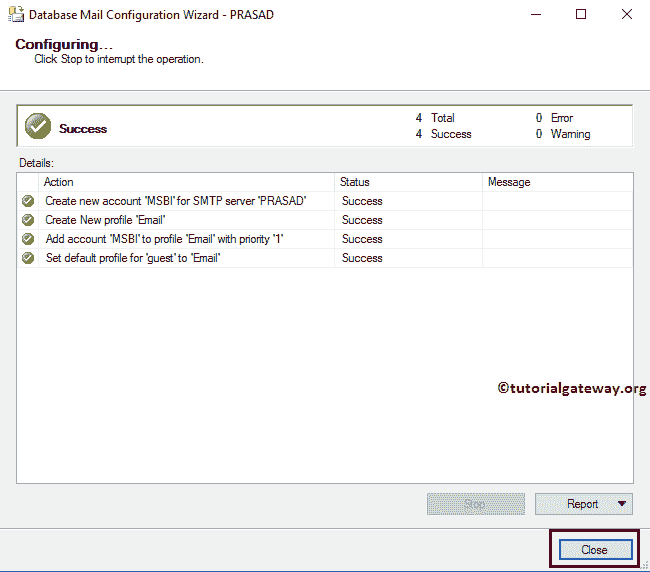 Database Mail Configuration Wizard - PRASAD
Configuring...
Click Stop to interrupt the operation.
Success
4 Total
0 Error
4 Success
0 Warning
Details:
Action Status Message
Create new account 'MSBI' for SMTP server 'PRASAD' Success
Create New profile 'Email' Success
Add account 'MSBI' to profile 'Email' with priority '1' Success
Set default profile for 'guest' to 'Email' Success
©tutorialgateway.org
Stop Report
Close